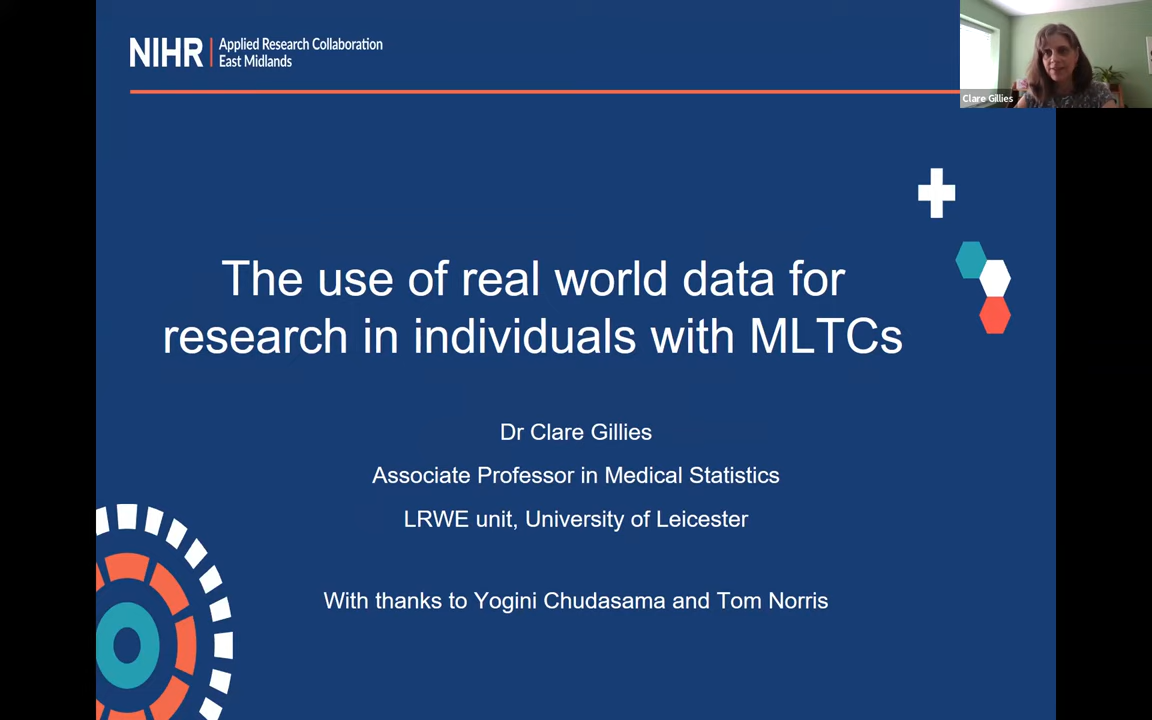 NIHR | Applied Research Collaboration
East Midlands
Clare Gillies
The use of real world data for
research in individuals with MLTCs
Dr Clare Gillies
Associate Professor in Medical Statistics
LRWE unit, University of Leicester
With thanks to Yogini Chudasama and Tom Norris